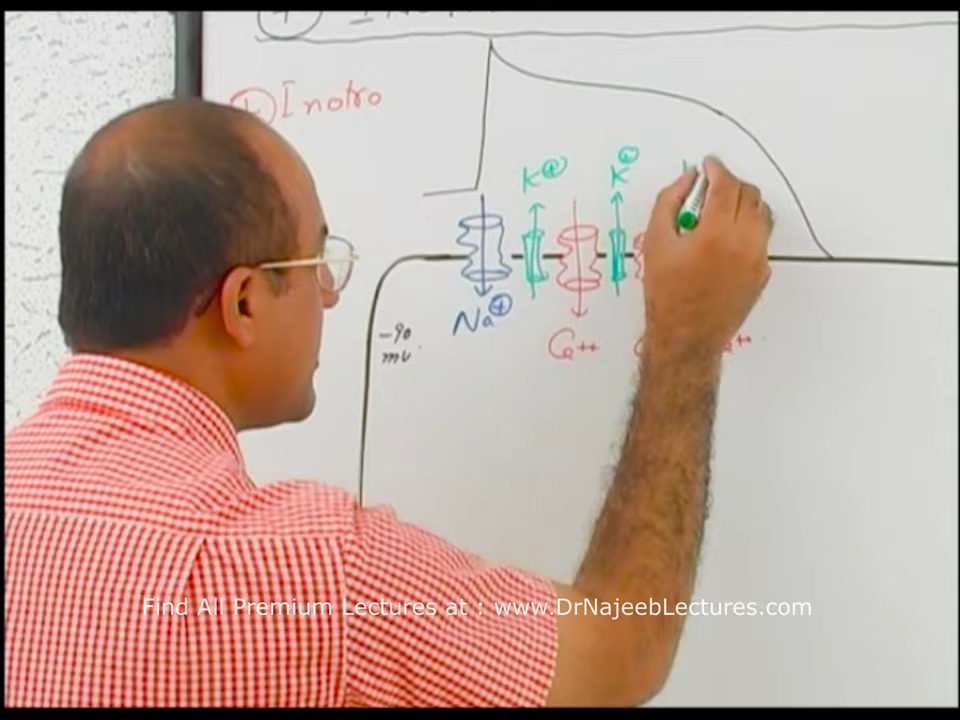 + Inotro
K+
K+
Na+
-90
mv.
Ca++
Find All Premium Lectures at : www.DrNajeebLectures.com